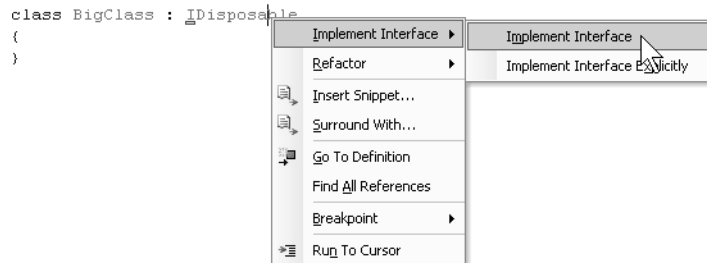 class BigClass : IDisposable
{
}
Implement Interface
Refactor
Insert Snippet...
Surround With...
Go To Definition
Find All References
Breakpoint
Run To Cursor
Implement Interface
Implement Interface Explicitly